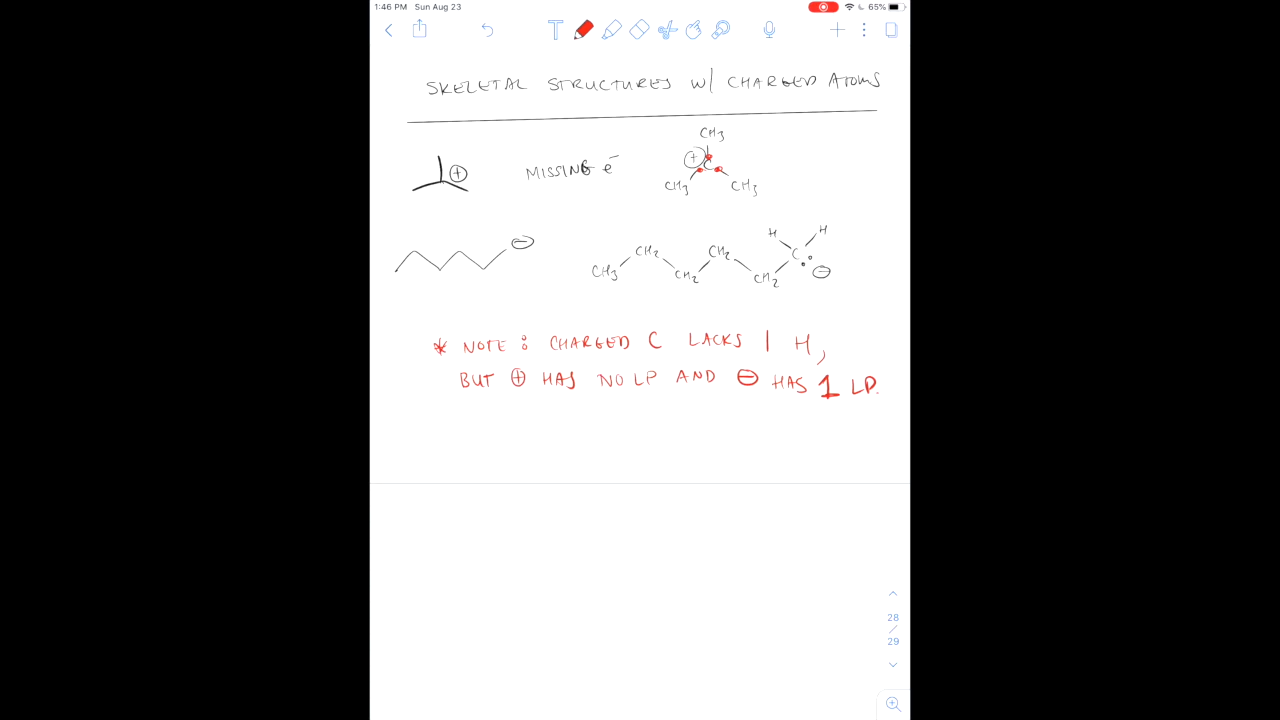 1:46 PM Sun Aug 23
65%
T
SKELETAL STRUCTURES W/ CHARGED ATOMS
CH3
+
MISSING e-
+ C
CH3 CH3
−
H H
CH3 CH2 CH2 CH2 CH2 C −
* NOTE: CHARGED C LACKS 1 H,
BUT ⊕ HAS NO LP AND ⊖ HAS 1 LP.
28
/
29